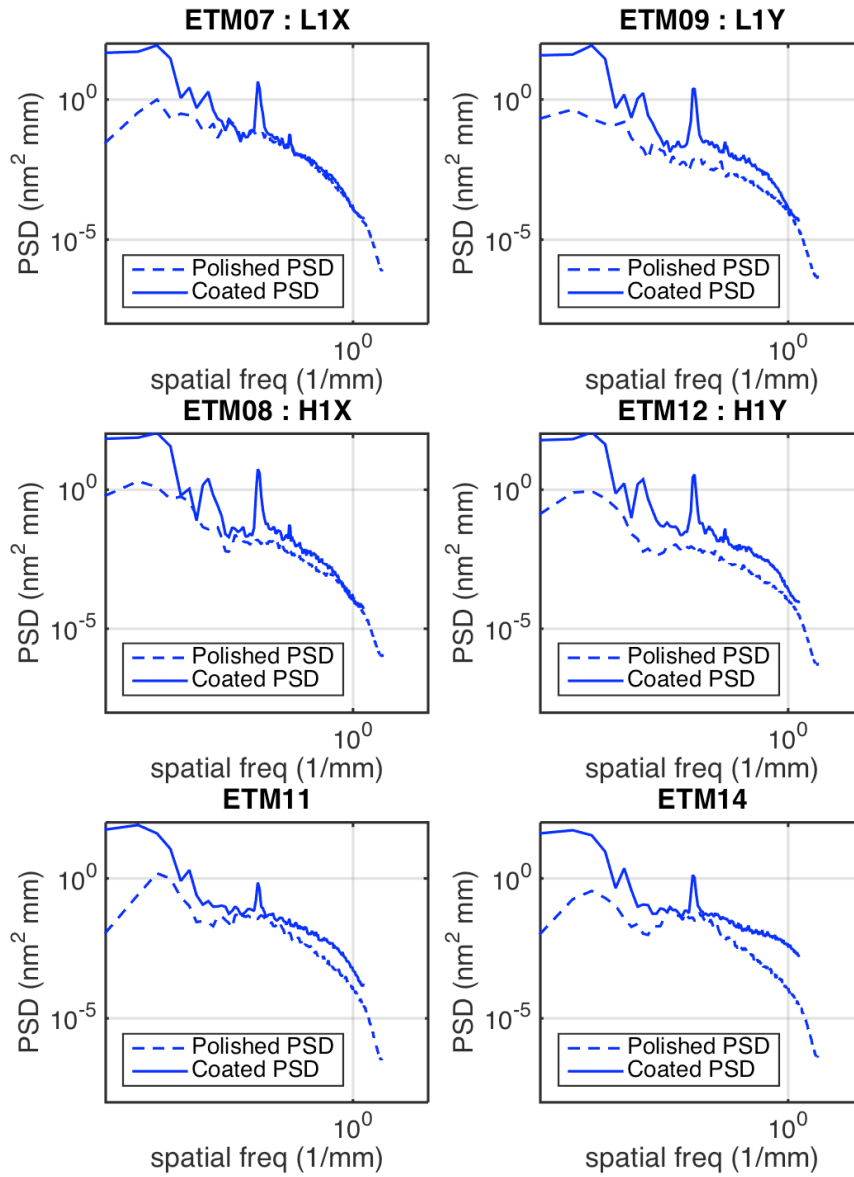 ETM07 : L1X
PSD (nm² mm)
10⁰
10⁻⁵
Polished PSD
Coated PSD
10⁰
spatial freq (1/mm)
ETM09 : L1Y
PSD (nm² mm)
10⁰
10⁻⁵
Polished PSD
Coated PSD
10⁰
spatial freq (1/mm)
ETM08 : H1X
PSD (nm² mm)
10⁰
10⁻⁵
Polished PSD
Coated PSD
10⁰
spatial freq (1/mm)
ETM12 : H1Y
PSD (nm² mm)
10⁰
10⁻⁵
Polished PSD
Coated PSD
10⁰
spatial freq (1/mm)
ETM11
PSD (nm² mm)
10⁰
10⁻⁵
Polished PSD
Coated PSD
10⁰
spatial freq (1/mm)
ETM14
PSD (nm² mm)
10⁰
10⁻⁵
Polished PSD
Coated PSD
10⁰
spatial freq (1/mm)